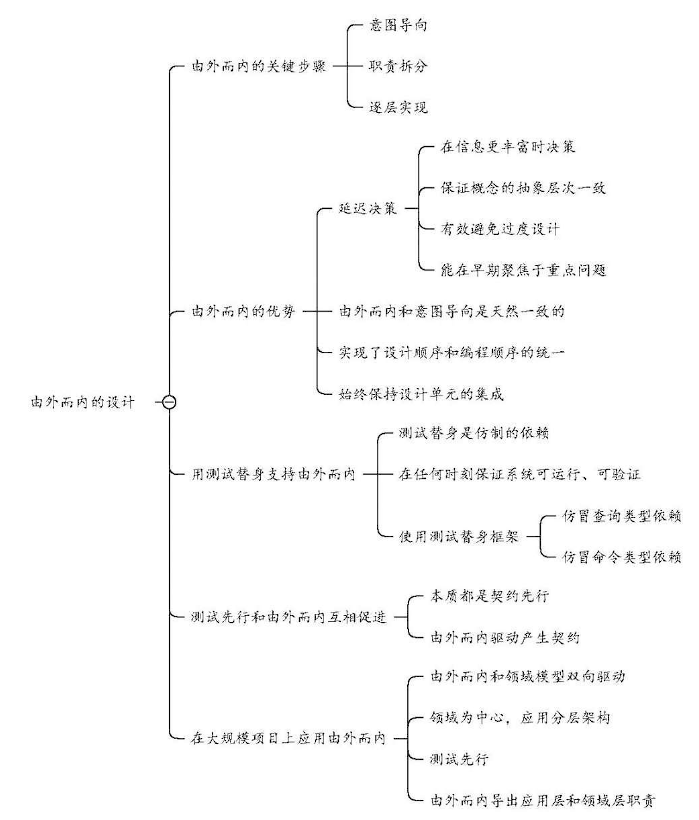 由外而内的设计
由外而内的关键步骤
意图导向
职责拆分
逐层实现
由外而内的优势
延迟决策
在信息更丰富时决策
保证概念的抽象层次一致
有效避免过度设计
能在早期聚焦于重点问题
由外而内和意图导向是天然一致的
实现了设计顺序和编程顺序的统一
始终保持设计单元的集成
用测试替身支持由外而内
测试替身是仿制的依赖
在任何时刻保证系统可运行、可验证
使用测试替身框架
仿冒查询类型依赖
仿冒命令类型依赖
测试先行和由外而内互相促进
本质都是契约先行
由外而内驱动产生契约
在大规模项目上应用由外而内
由外而内和领域模型双向驱动
领域为中心，应用分层架构
测试先行
由外而内导出应用层和领域层职责